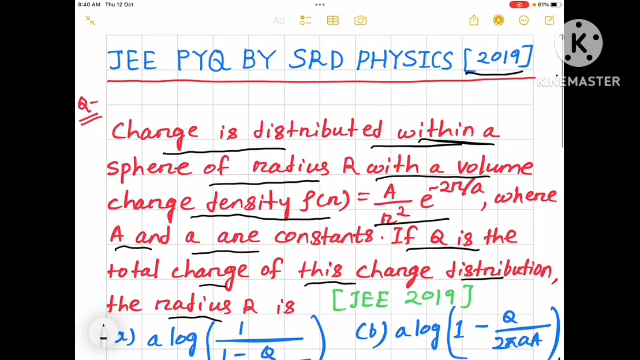 8:40 AM Thu 12 Oct
61%
Aa
JEE PYQ BY SRD PHYSICS [2019]
KINEMASTER
Q-
Charge is distributed within a
sphere of radius R with a volume
charge density ρ(r) = A/r² e^-2r/a, where
A and a are constants. If Q is the
total charge of this charge distribution,
the radius R is [JEE 2019]
a) a log (1 / 1 - Q (b) a log (1 - Q/2πaA)